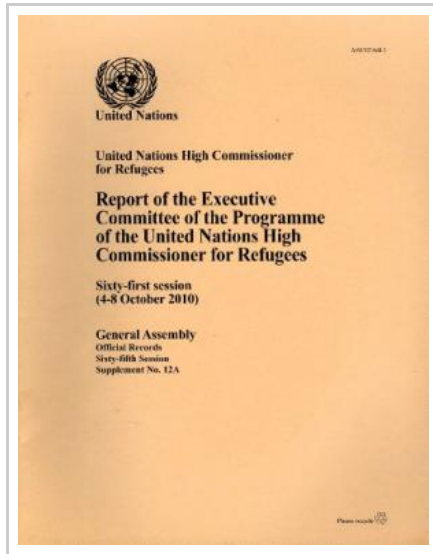 United Nations
United Nations High Commissioner
for Refugees
Report of the Executive
Committee of the Programme
of the United Nations High
Commissioner for Refugees
Sixty-first session
(4-8 October 2010)
General Assembly
Official Records
Sixty-fifth Session
Supplement No. 12A
Please recycle